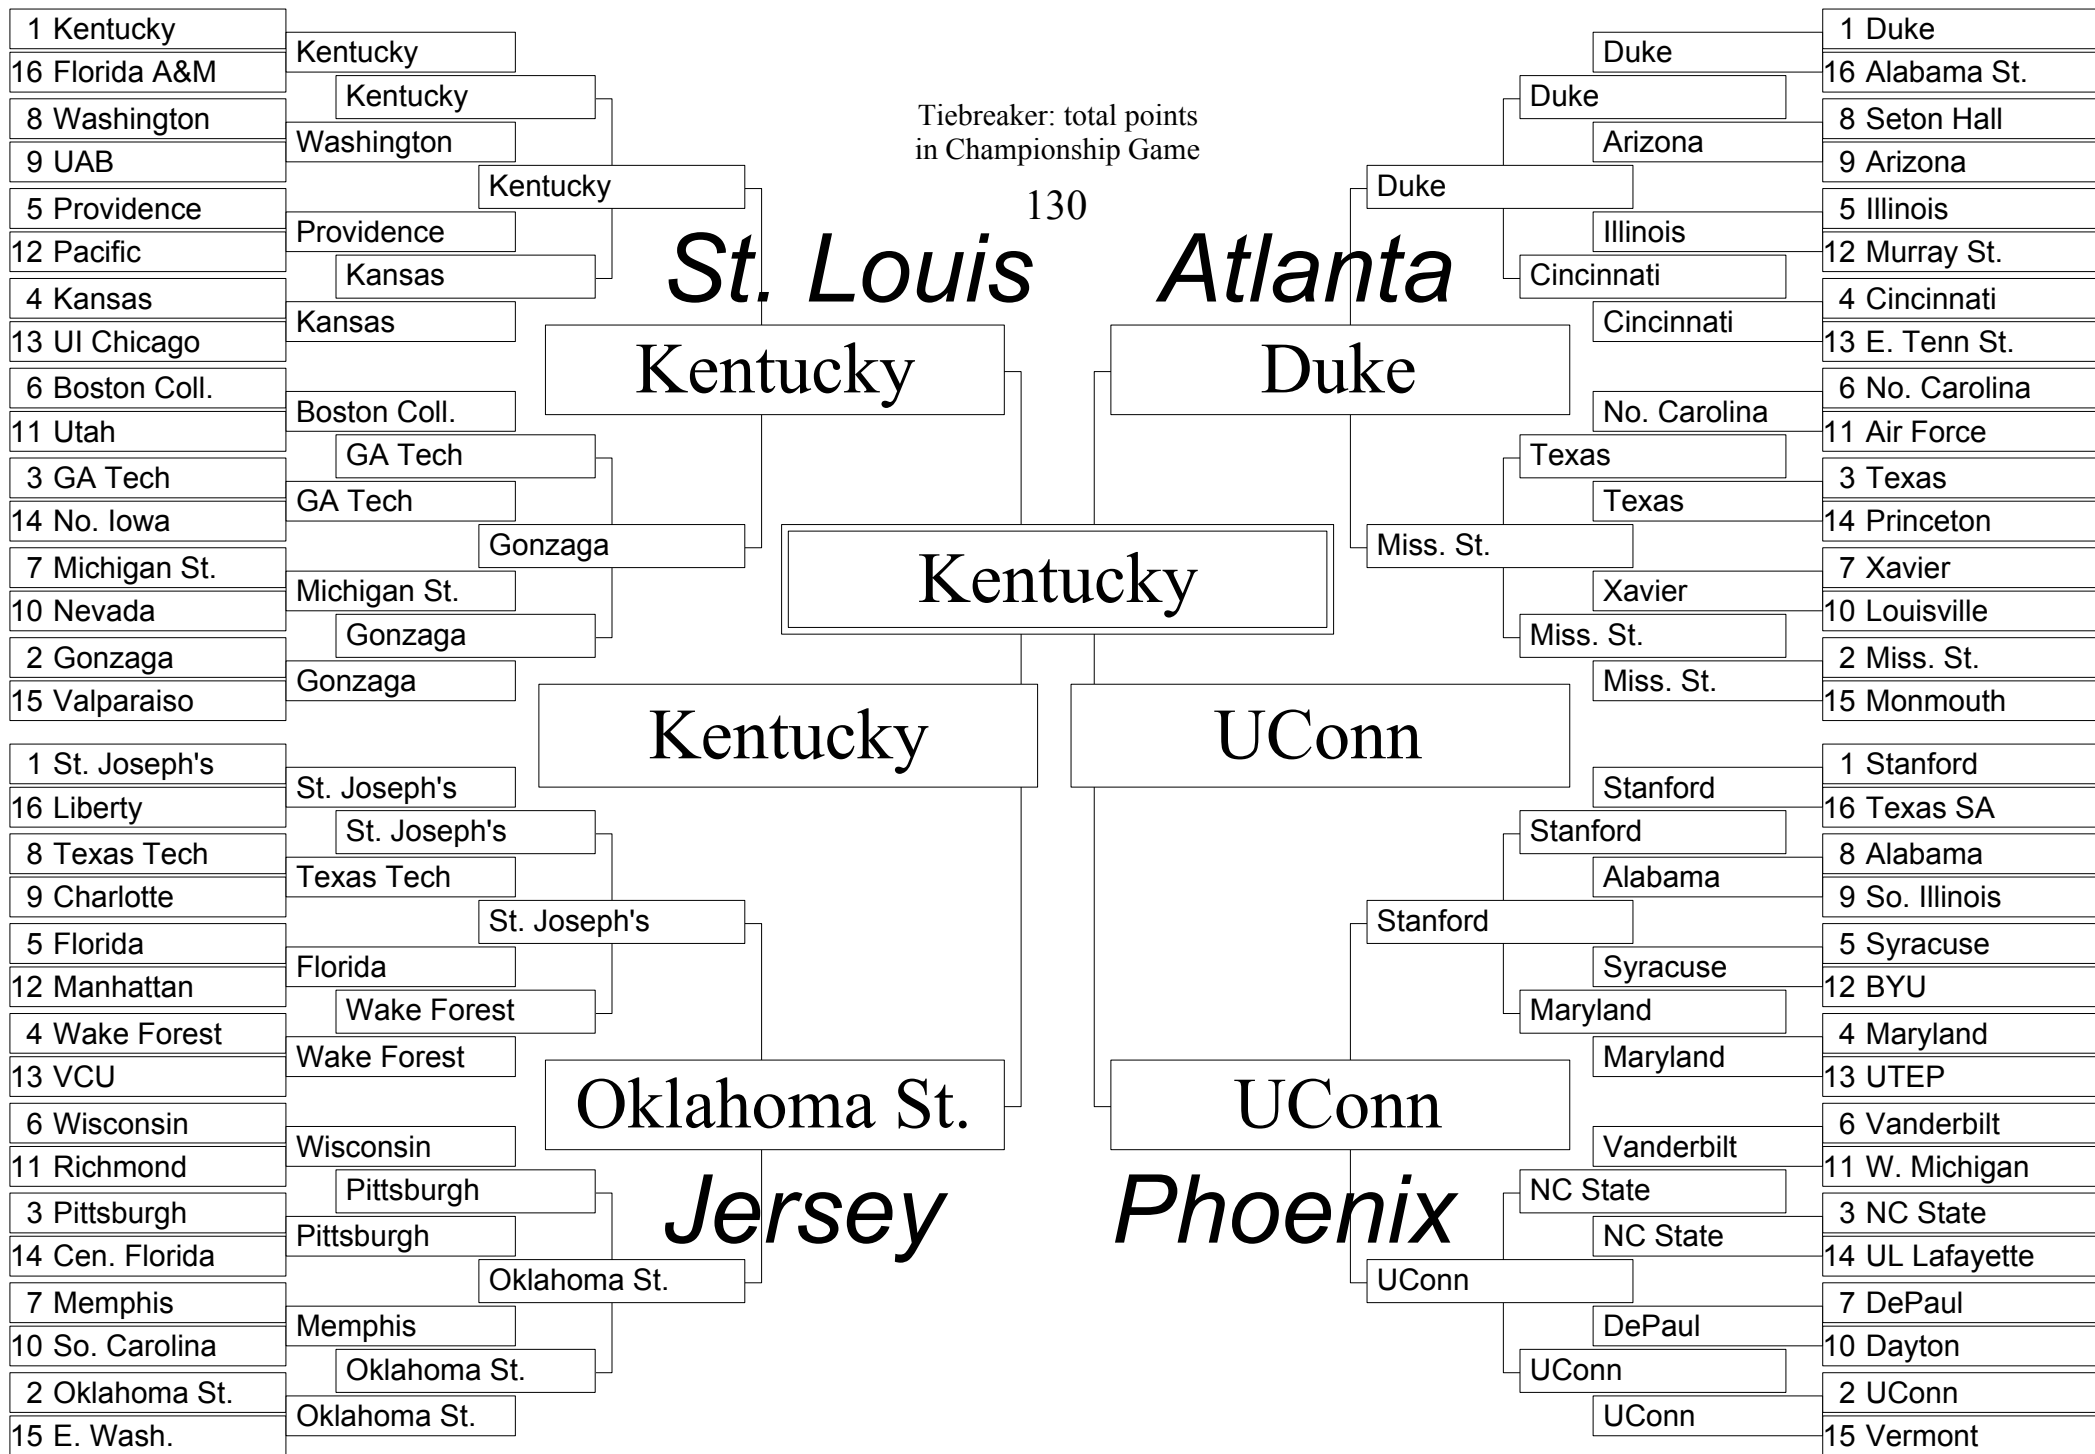 1 Kentucky
16 Florida A&M
8 Washington
9 UAB
5 Providence
12 Pacific
4 Kansas
13 UI Chicago
6 Boston Coll.
11 Utah
3 GA Tech
14 No. Iowa
7 Michigan St.
10 Nevada
2 Gonzaga
15 Valparaiso
Kentucky
Washington
Providence
Kansas
Boston Coll.
GA Tech
Michigan St.
Gonzaga
Kentucky
Kansas
GA Tech
Gonzaga
Kentucky
Gonzaga
St. Louis
Kentucky
1 St. Joseph's
16 Liberty
8 Texas Tech
9 Charlotte
5 Florida
12 Manhattan
4 Wake Forest
13 VCU
6 Wisconsin
11 Richmond
3 Pittsburgh
14 Cen. Florida
7 Memphis
10 So. Carolina
2 Oklahoma St.
15 E. Wash.
St. Joseph's
Texas Tech
Florida
Wake Forest
Wisconsin
Pittsburgh
Memphis
Oklahoma St.
St. Joseph's
Wake Forest
Pittsburgh
Oklahoma St.
St. Joseph's
Oklahoma St.
Oklahoma St.
Jersey
Tiebreaker: total points
in Championship Game
130
Kentucky
Kentucky
UConn
Atlanta
Duke
Duke
Miss. St.
Duke
Cincinnati
Texas
Miss. St.
Duke
Arizona
Illinois
Cincinnati
No. Carolina
Texas
Xavier
Miss. St.
1 Duke
16 Alabama St.
8 Seton Hall
9 Arizona
5 Illinois
12 Murray St.
4 Cincinnati
13 E. Tenn St.
6 No. Carolina
11 Air Force
3 Texas
14 Princeton
7 Xavier
10 Louisville
2 Miss. St.
15 Monmouth
UConn
Phoenix
Stanford
UConn
Stanford
Maryland
NC State
UConn
Stanford
Alabama
Syracuse
Maryland
Vanderbilt
NC State
DePaul
UConn
1 Stanford
16 Texas SA
8 Alabama
9 So. Illinois
5 Syracuse
12 BYU
4 Maryland
13 UTEP
6 Vanderbilt
11 W. Michigan
3 NC State
14 UL Lafayette
7 DePaul
10 Dayton
2 UConn
15 Vermont